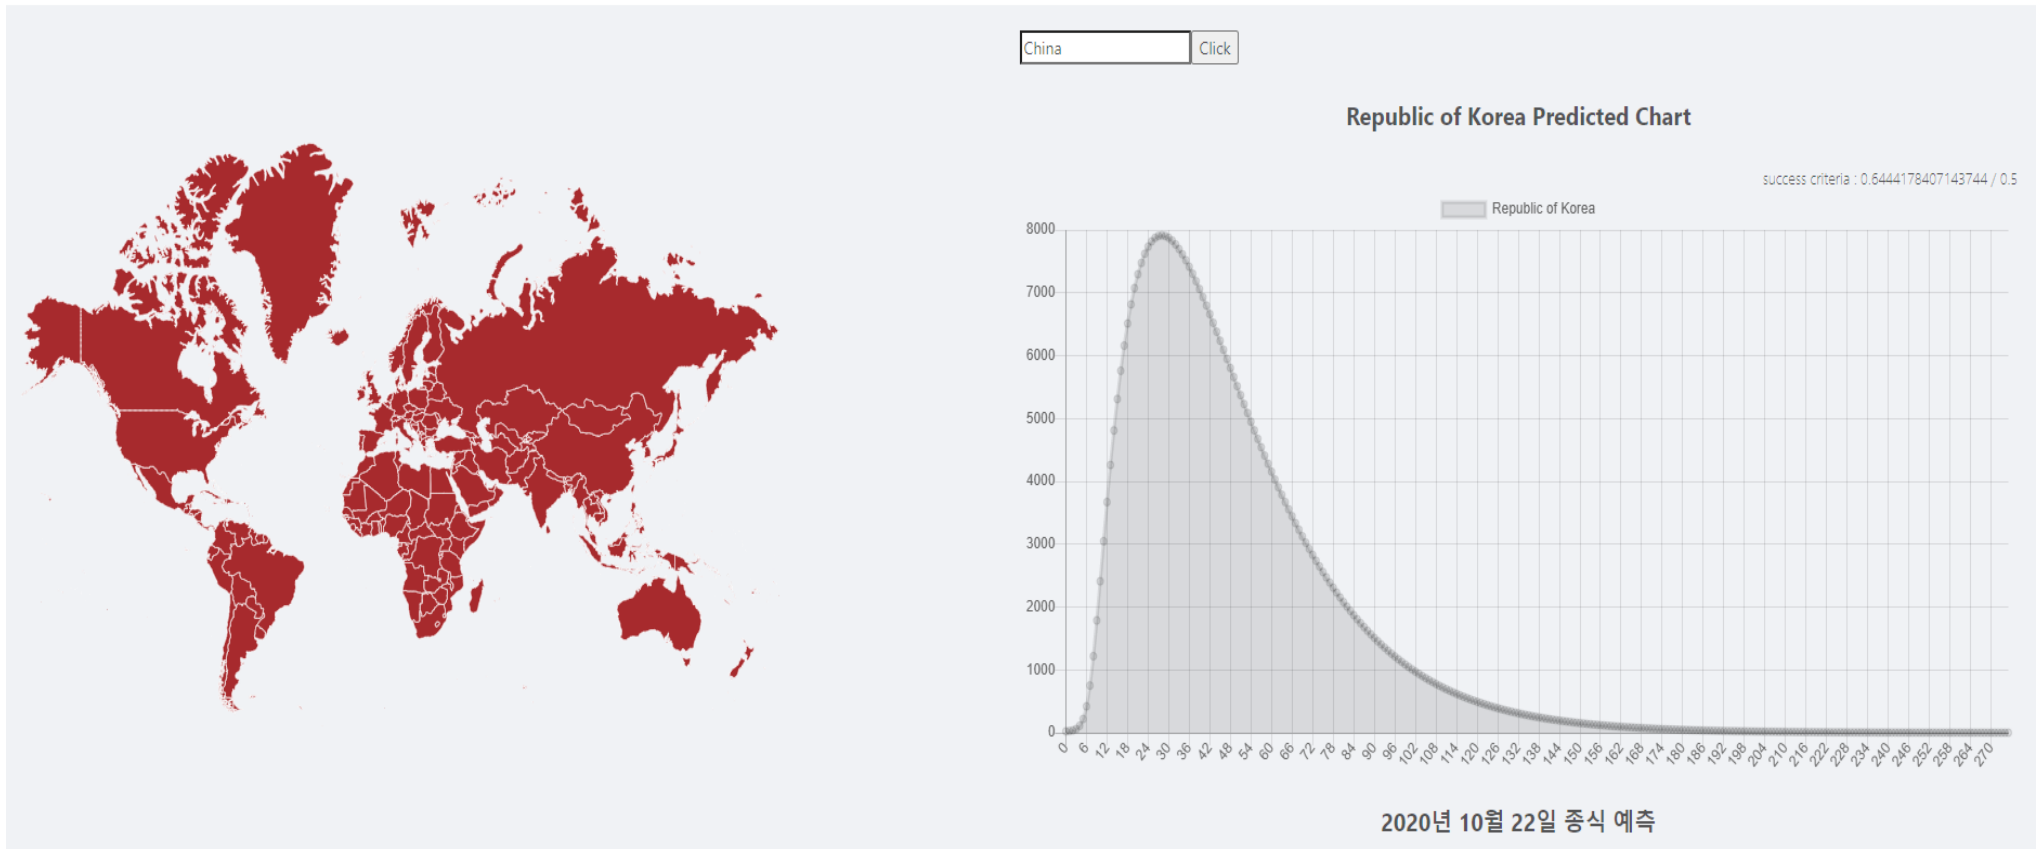 China Click
Republic of Korea Predicted Chart
success criteria : 0.6444178407143744 / 0.5
Republic of Korea
8000
7000
6000
5000
4000
3000
2000
1000
0
0 6 12 18 24 30 36 42 48 54 60 66 72 78 84 90 96 102 108 114 120 126 132 138 144 150 156 162 168 174 180 186 192 198 204 210 216 222 228 234 240 246 252 258 264 270
2020년 10월 22일 종식 예측